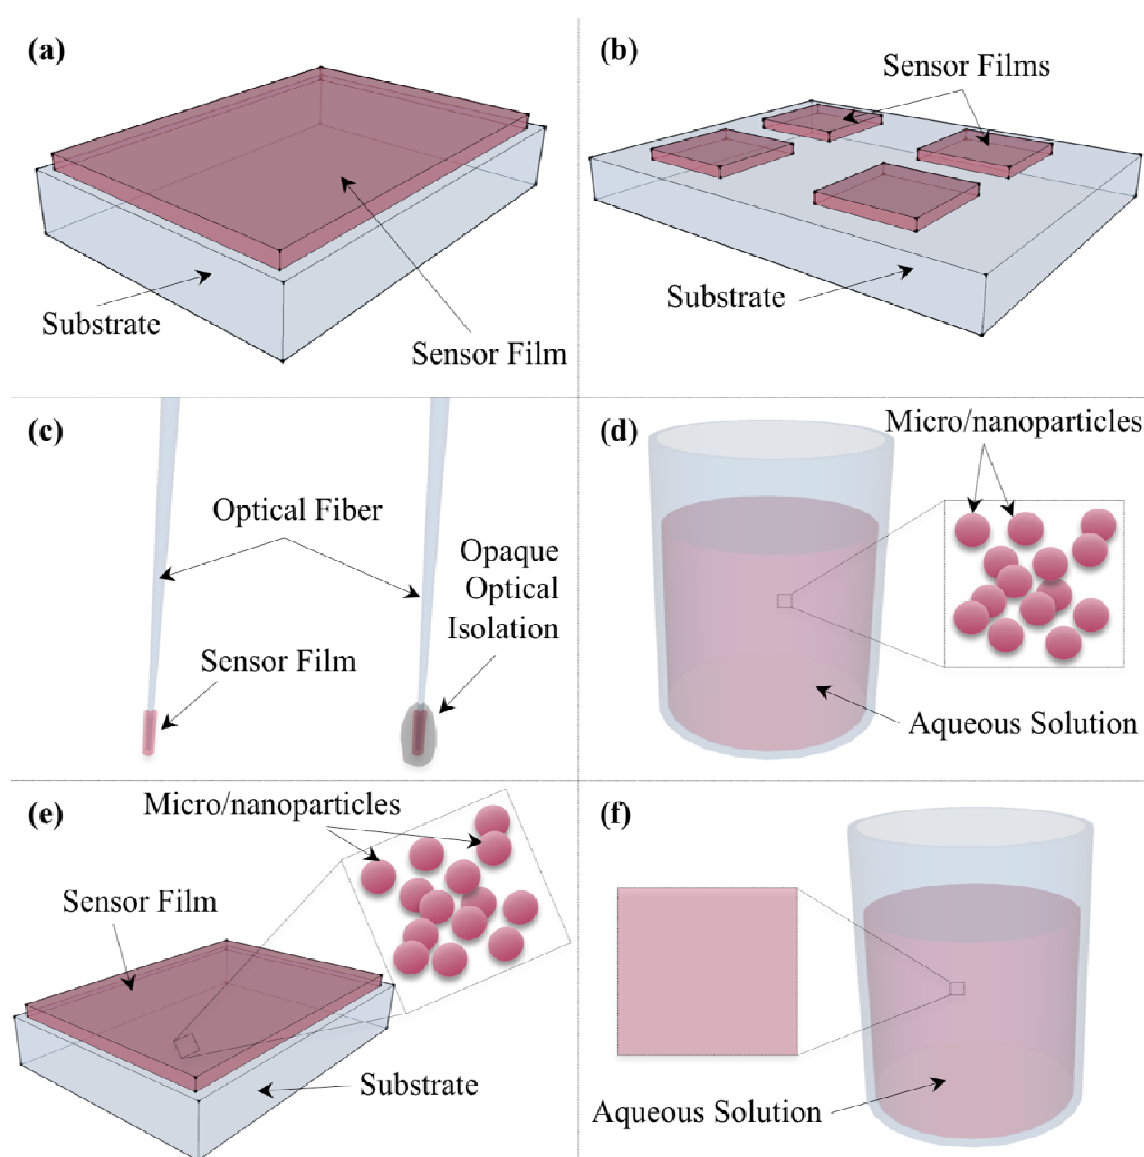 (a)
Substrate
Sensor Film
(b)
Sensor Films
Substrate
(c)
Optical Fiber
Opaque
Optical
Isolation
Sensor Film
(d)
Micro/nanoparticles
Aqueous Solution
(e)
Micro/nanoparticles
Sensor Film
Substrate
(f)
Aqueous Solution